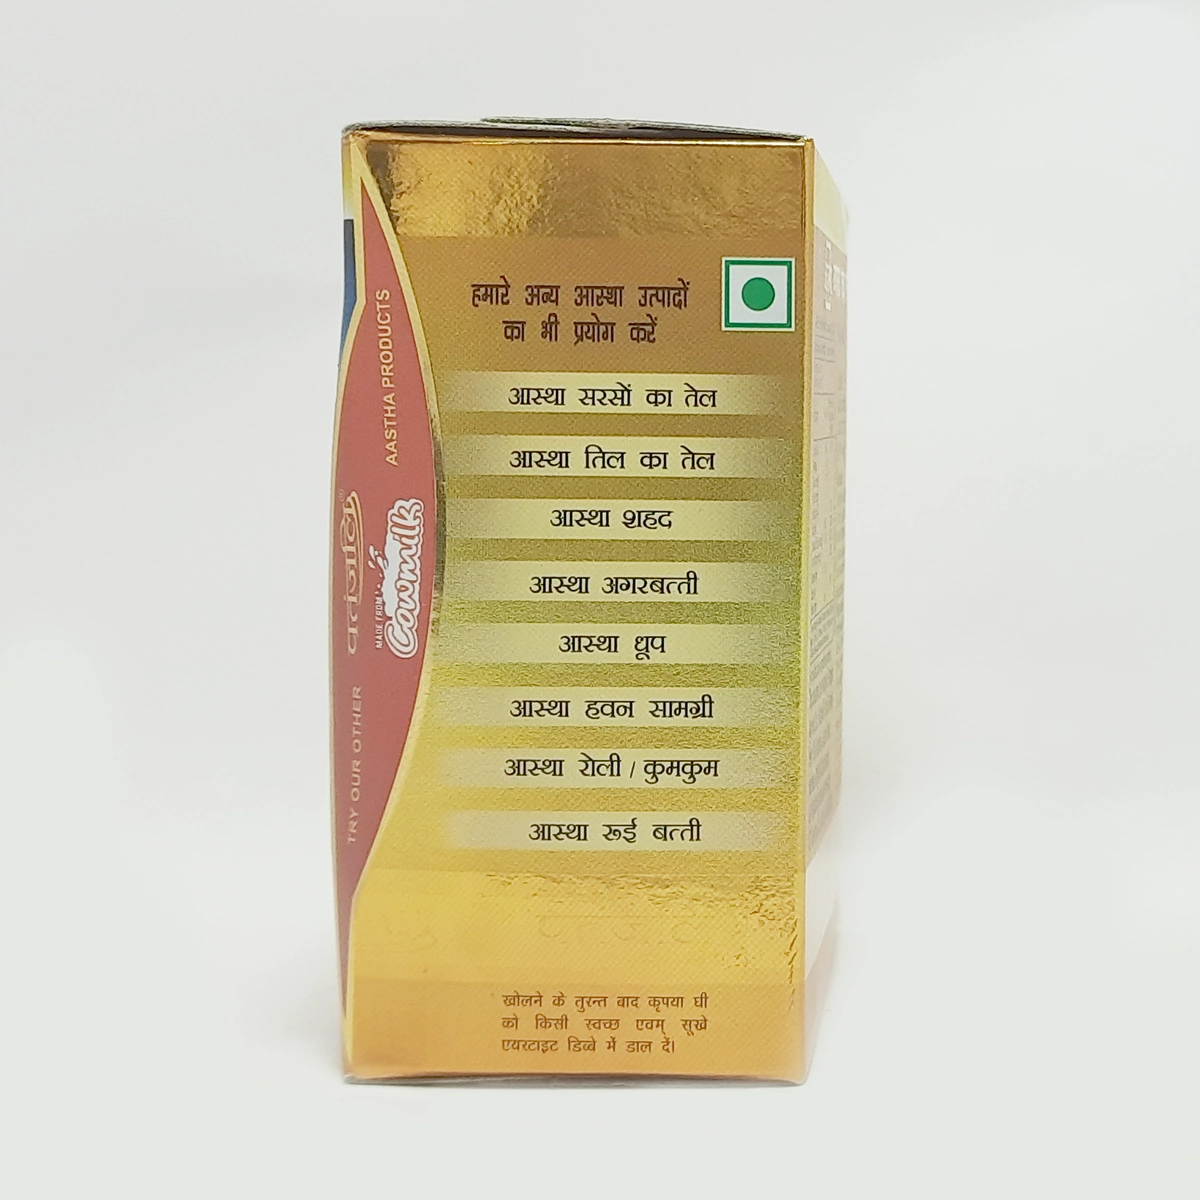 हमारे अन्य आस्था उत्पादों
का भी प्रयोग करें
आस्था सरसों का तेल
आस्था तिल का तेल
आस्था शहद
आस्था अगरबत्ती
आस्था धूप
आस्था हवन सामग्री
आस्था रोली / कुमकुम
आस्था रूई बत्ती
खोलने के तुरन्त बाद कृपया घी
को किसी स्वच्छ एवम् सूखे
एयरटाइट डिब्बे में डाल दें।
TRY OUR OTHER पतंजलि® AASTHA PRODUCTS
MADE FROM
Cowmilk